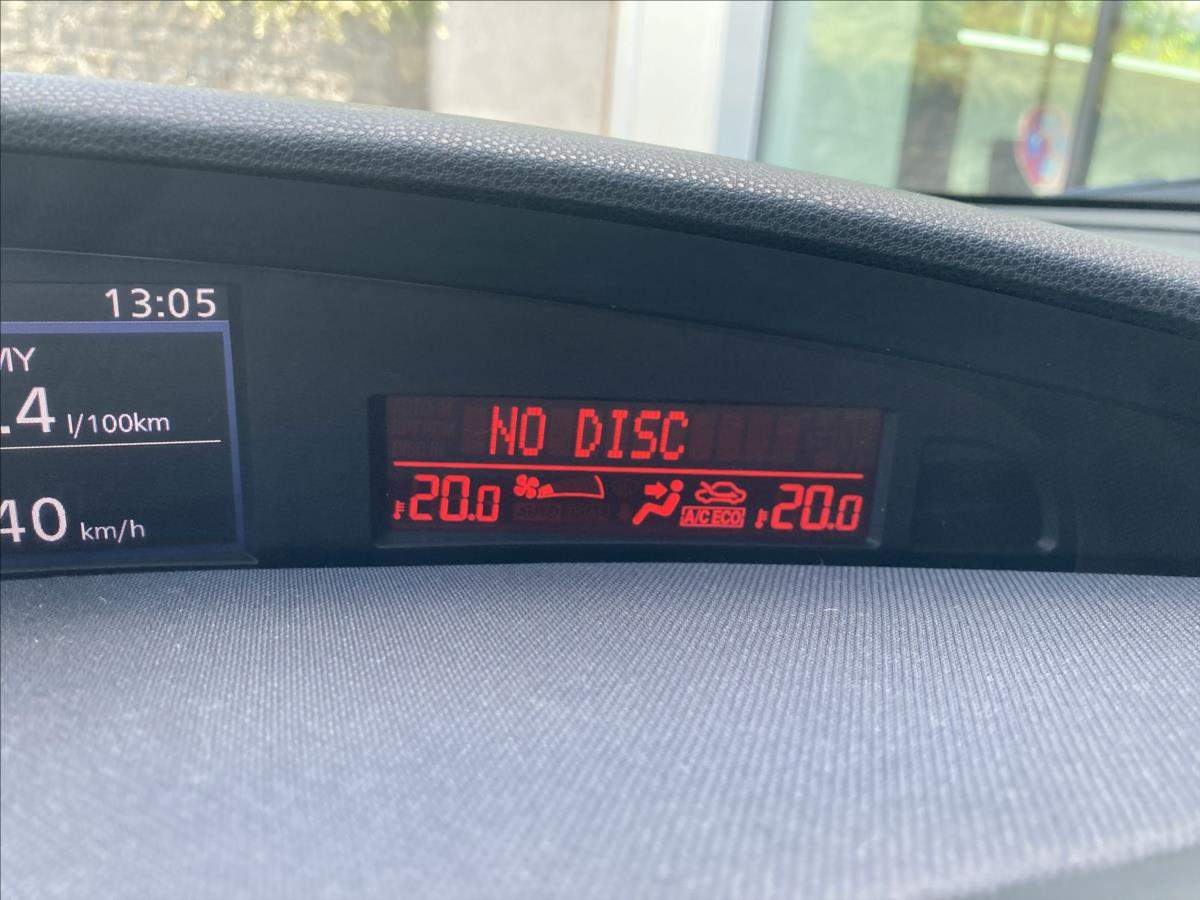 13:05
MY
.4 l/100km
40 km/h
NO DISC
20.0 A/C ECO 20.0